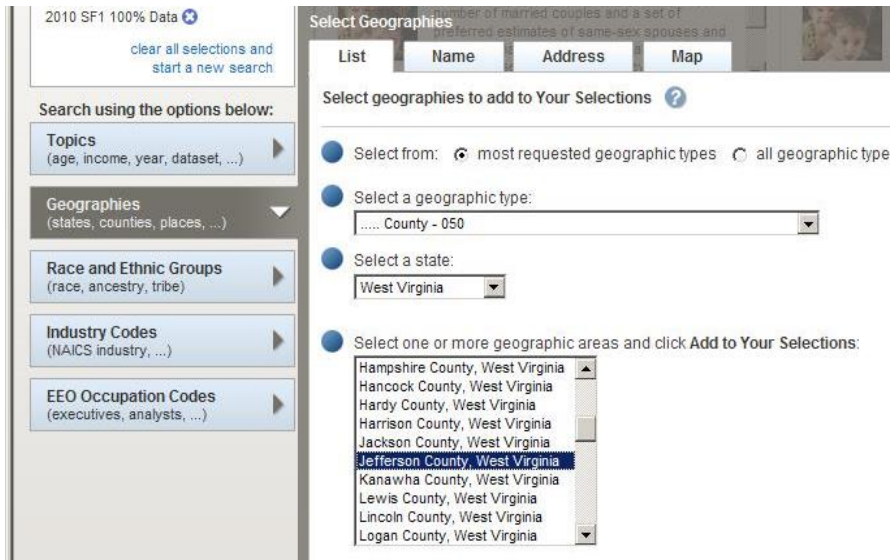 2010 SF1 100% Data
clear all selections and
start a new search
Search using the options below:
Topics
(age, income, year, dataset, ...)
Geographies
(states, counties, places, ...)
Race and Ethnic Groups
(race, ancestry, tribe)
Industry Codes
(NAICS industry, ...)
EEO Occupation Codes
(executives, analysts, ...)
Select Geographies
number of married couples and a set of
preferred estimates of same-sex spouses and
List Name Address Map
Select geographies to add to Your Selections ?
Select from: most requested geographic types all geographic type
Select a geographic type:
..... County - 050
Select a state:
West Virginia
Select one or more geographic areas and click Add to Your Selections:
Hampshire County, West Virginia
Hancock County, West Virginia
Hardy County, West Virginia
Harrison County, West Virginia
Jackson County, West Virginia
Jefferson County, West Virginia
Kanawha County, West Virginia
Lewis County, West Virginia
Lincoln County, West Virginia
Logan County, West Virginia